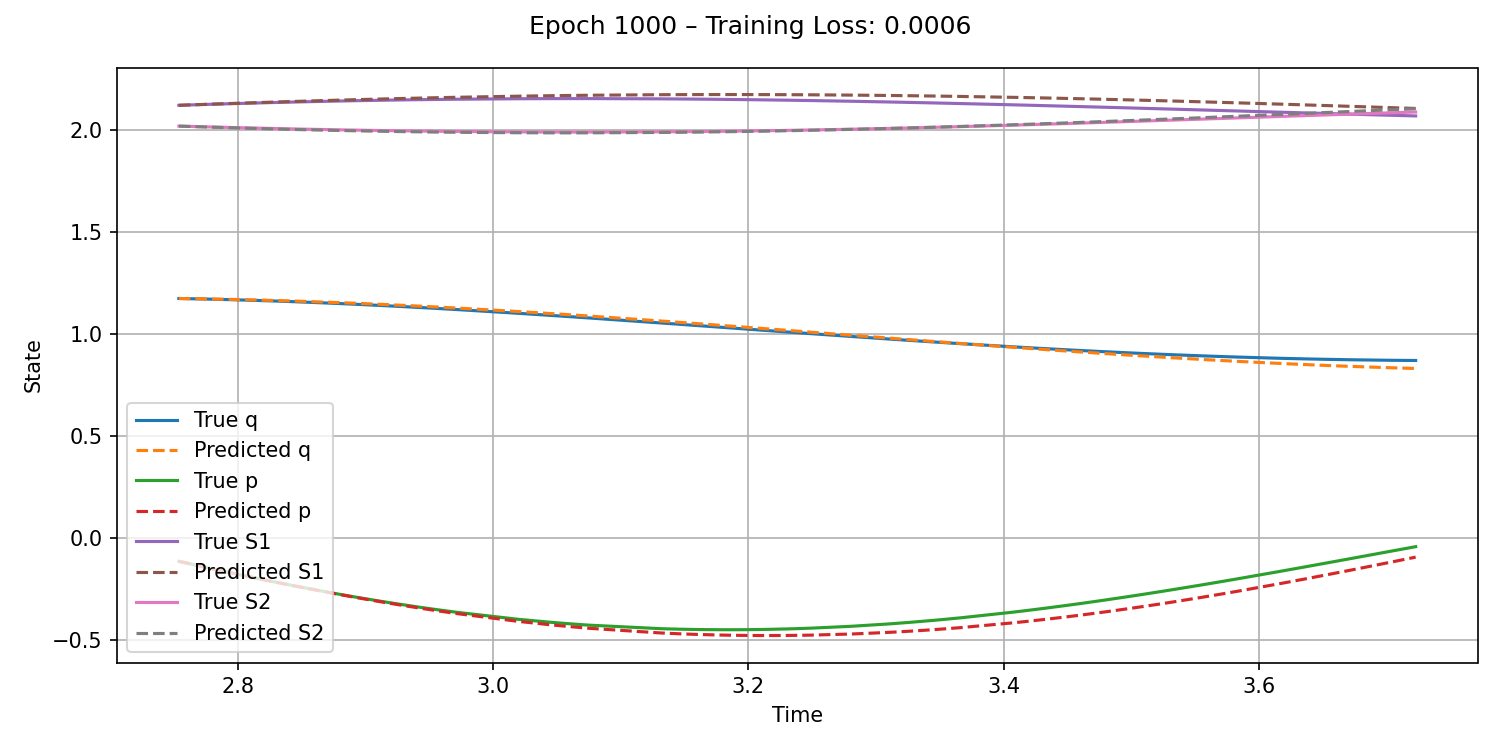 Epoch 1000 – Training Loss: 0.0006
State
2.0
1.5
1.0
0.5
0.0
−0.5
True q
Predicted q
True p
Predicted p
True S1
Predicted S1
True S2
Predicted S2
2.8 3.0 3.2 3.4 3.6
Time